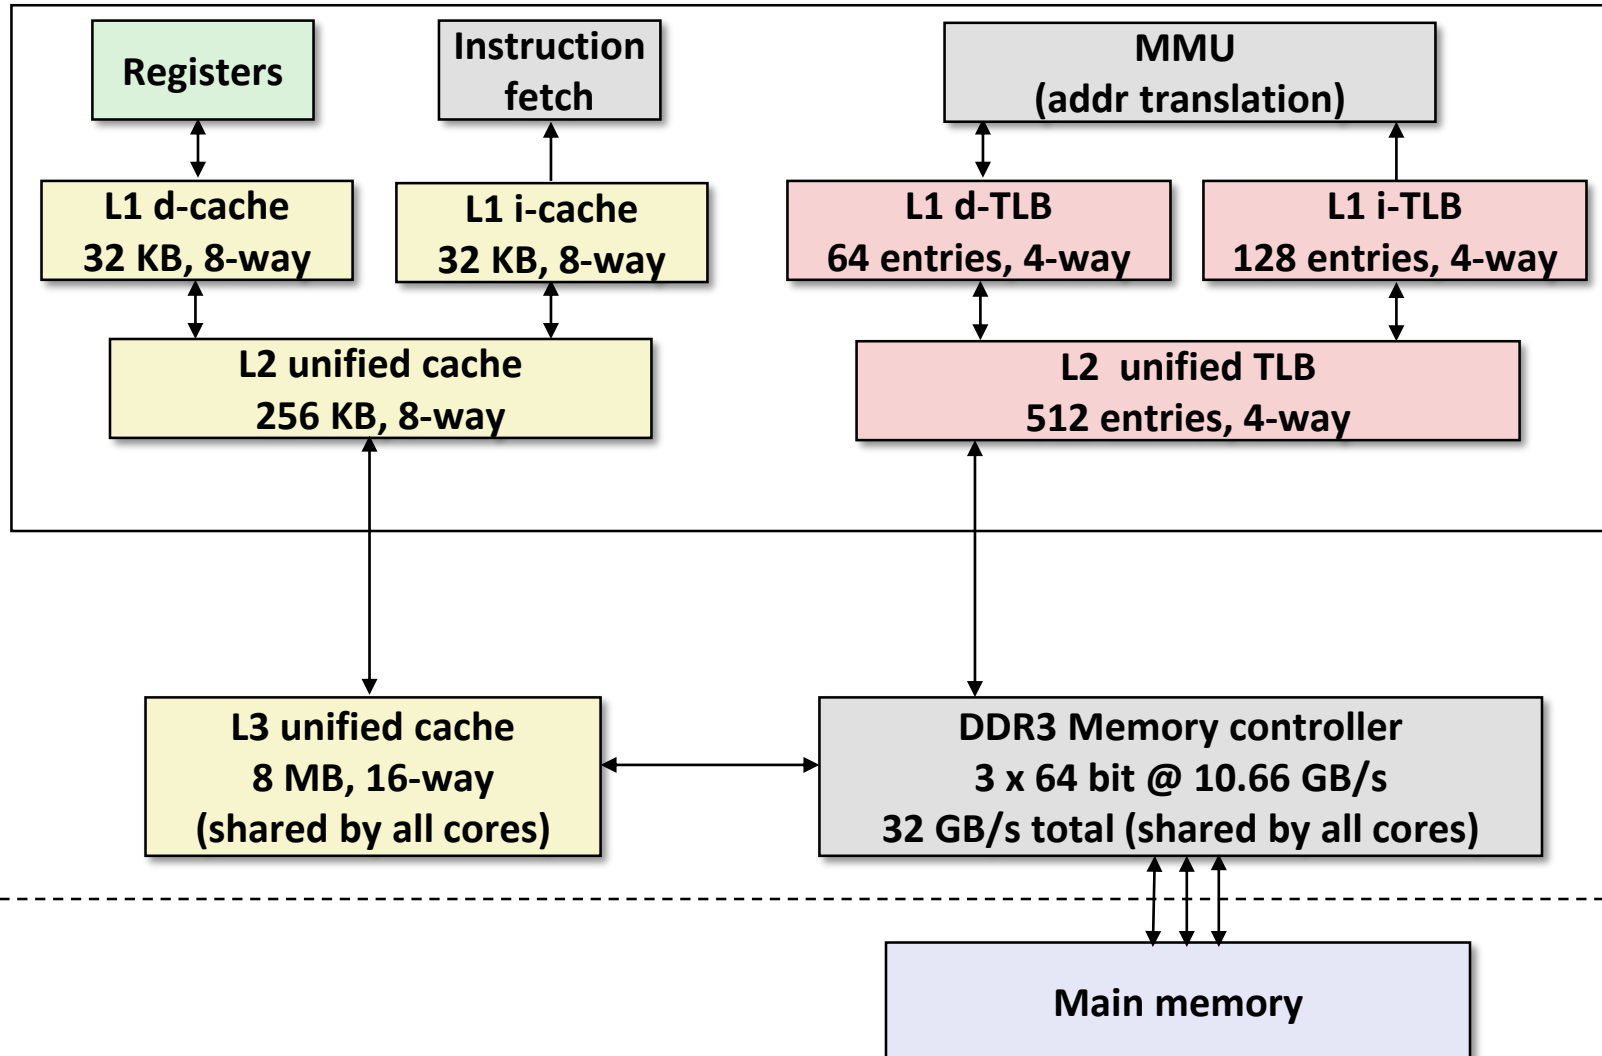 Registers
Instruction
fetch
MMU
(addr translation)
L1 d-cache
32 KB, 8-way
L1 i-cache
32 KB, 8-way
L1 d-TLB
64 entries, 4-way
L1 i-TLB
128 entries, 4-way
L2 unified cache
256 KB, 8-way
L2 unified TLB
512 entries, 4-way
L3 unified cache
8 MB, 16-way
(shared by all cores)
DDR3 Memory controller
3 x 64 bit @ 10.66 GB/s
32 GB/s total (shared by all cores)
Main memory